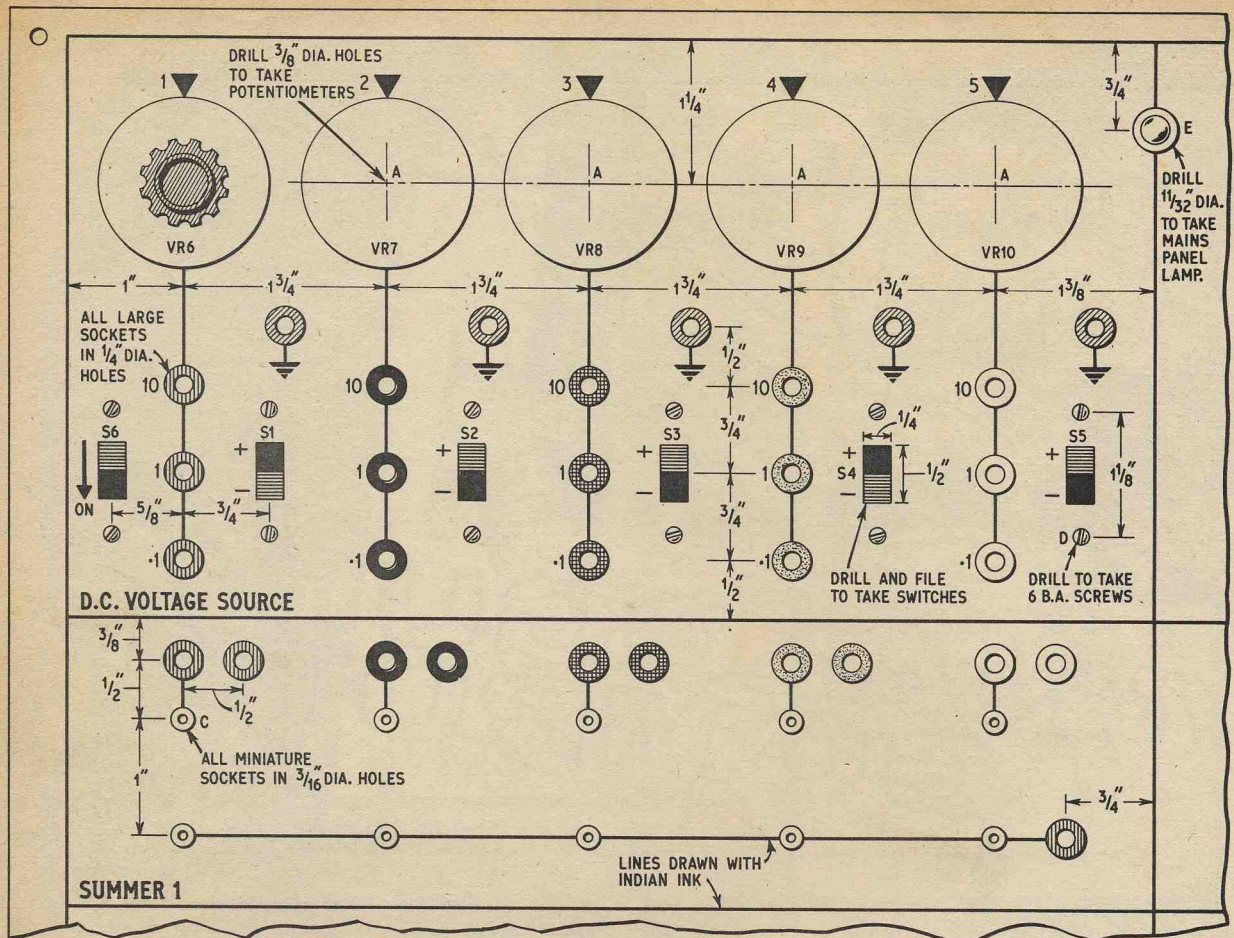 DRILL 3/8" DIA. HOLES
TO TAKE
POTENTIOMETERS
1
2
3
4
5
1 1/4"
3/4"
E
DRILL
11/32" DIA.
TO TAKE
MAINS
PANEL
LAMP.
A
A
A
A
VR6
VR7
VR8
VR9
VR10
1"
1 3/4"
1 3/4"
1 3/4"
1 3/4"
1 3/8"
ALL LARGE
SOCKETS
IN 1/4" DIA.
HOLES
1/2"
10
10
10
10
10
S6
S1
S2
S3
S4
S5
+
+
+
+
+
-
-
-
-
-
3/4"
1/4"
1/2"
1 1/8"
1
1
1
1
1
ON
5/8"
3/4"
3/4"
D
·1
·1
·1
·1
·1
1/2"
DRILL AND FILE
TO TAKE SWITCHES
DRILL TO TAKE
6 B.A. SCREWS
D.C. VOLTAGE SOURCE
3/8"
1/2"
1/2"
C
ALL MINIATURE
SOCKETS IN 3/16" DIA. HOLES
1"
3/4"
LINES DRAWN WITH
INDIAN INK
SUMMER 1